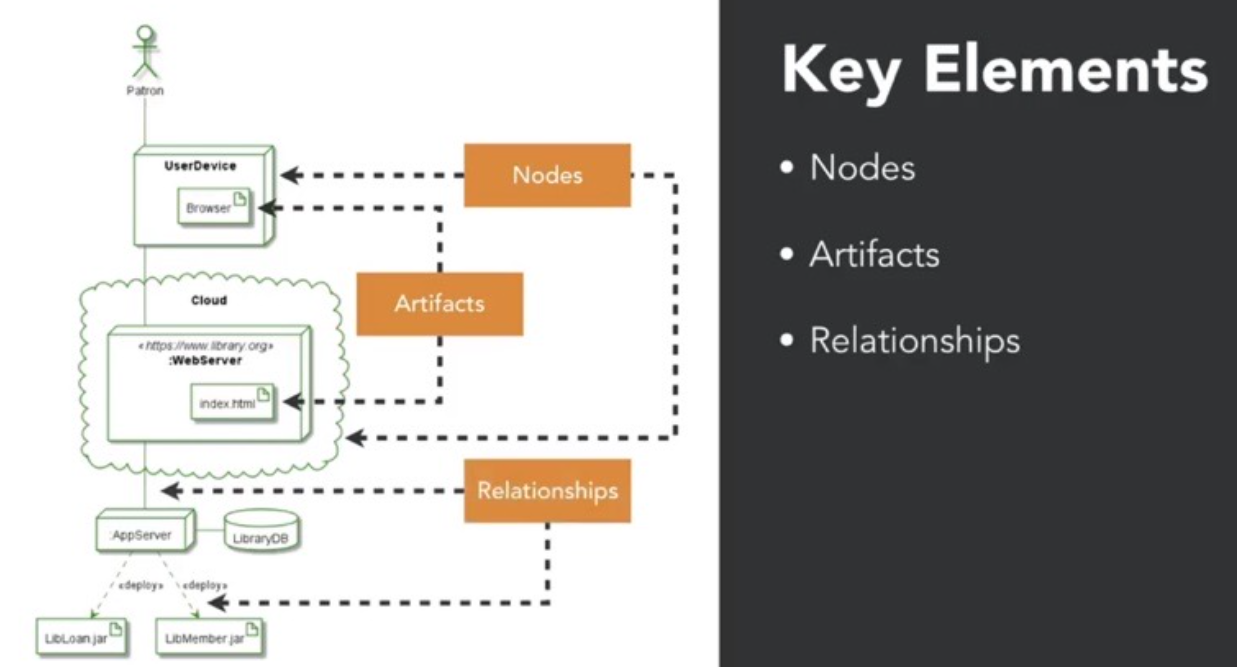 Patron
UserDevice
Browser
Cloud
«https://www.library.org»
:WebServer
index.html
:AppServer
LibraryDB
«deploy» «deploy»
LibLoan.jar LibMember.jar
Nodes
Artifacts
Relationships
Key Elements
• Nodes
• Artifacts
• Relationships